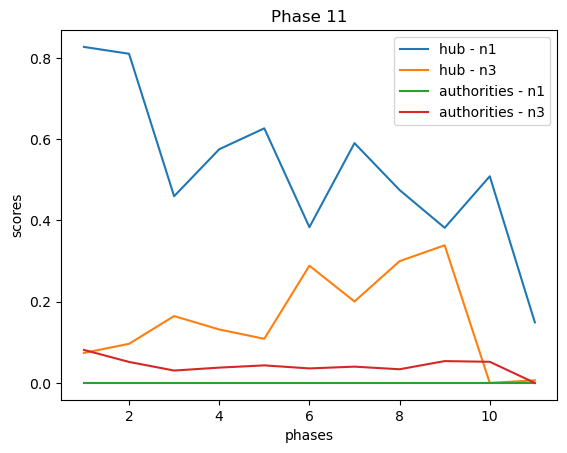 Phase 11
hub - n1
hub - n3
authorities - n1
authorities - n3
scores
0.8
0.6
0.4
0.2
0.0
2
4
6
8
10
phases